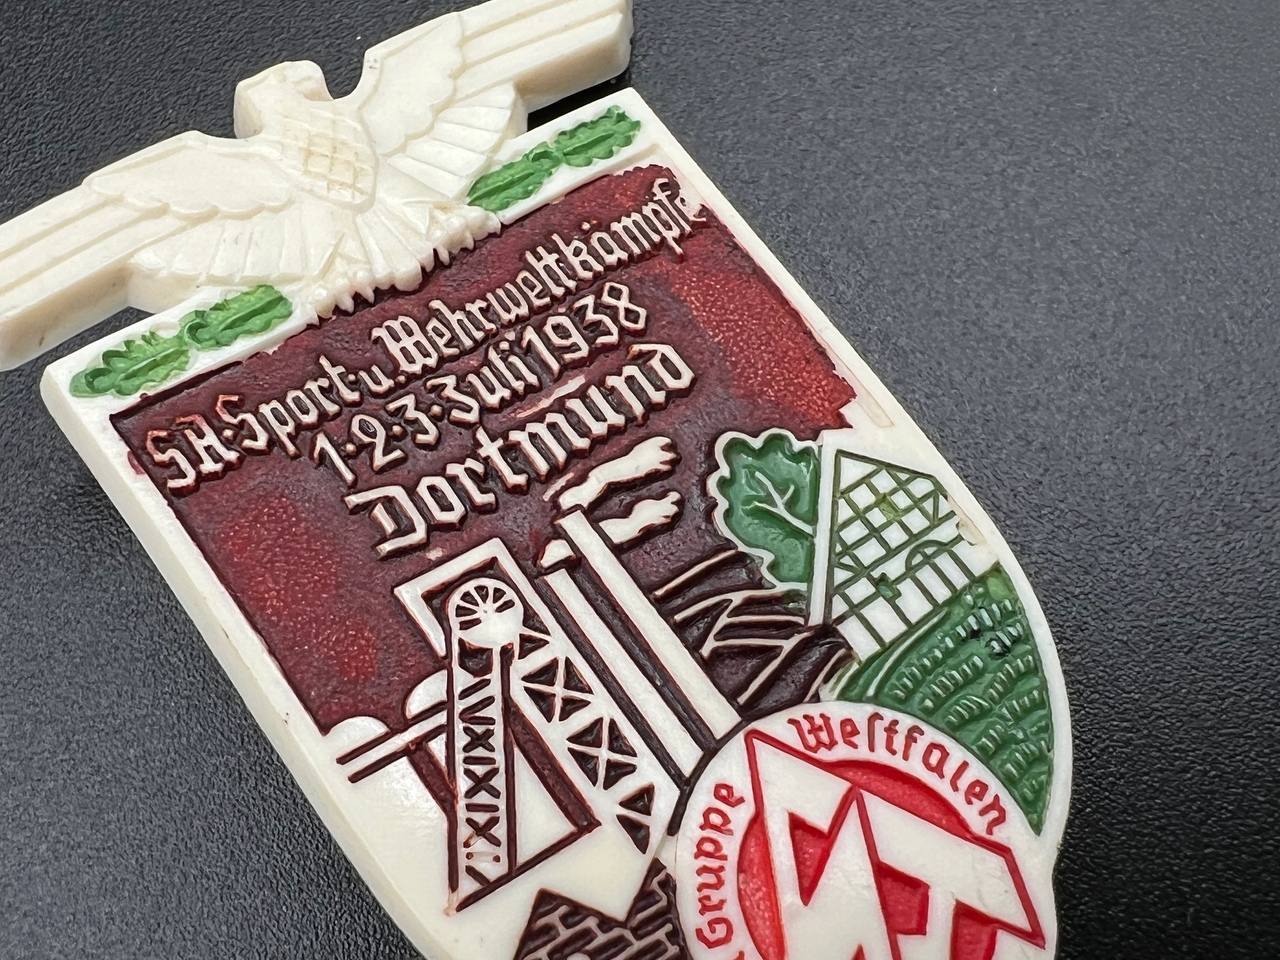 SA·Sport u. Wehrwettkämpfe
1·2·3·Juli 1938
Dortmund
Gruppe Westfalen